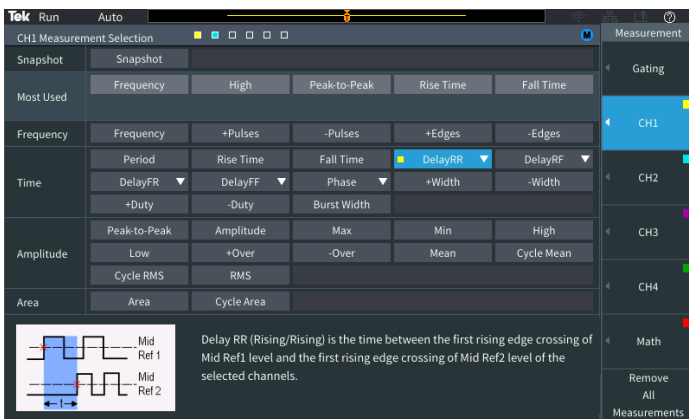 Tek Run Auto
CH1 Measurement Selection M Measurement
Snapshot Snapshot
Gating
Most Used Frequency High Peak-to-Peak Rise Time Fall Time
CH1
Frequency Frequency +Pulses -Pulses +Edges -Edges
Time Period Rise Time Fall Time DelayRR DelayRF
DelayFR DelayFF Phase +Width -Width
CH2
+Duty -Duty Burst Width
Amplitude Peak-to-Peak Amplitude Max Min High
CH3
Low +Over -Over Mean Cycle Mean
Cycle RMS RMS
CH4
Area Area Cycle Area
Mid
Ref 1
Mid
Ref 2
t
Delay RR (Rising/Rising) is the time between the first rising edge crossing of
Mid Ref1 level and the first rising edge crossing of Mid Ref2 level of the
selected channels.
Math
Remove
All
Measurements